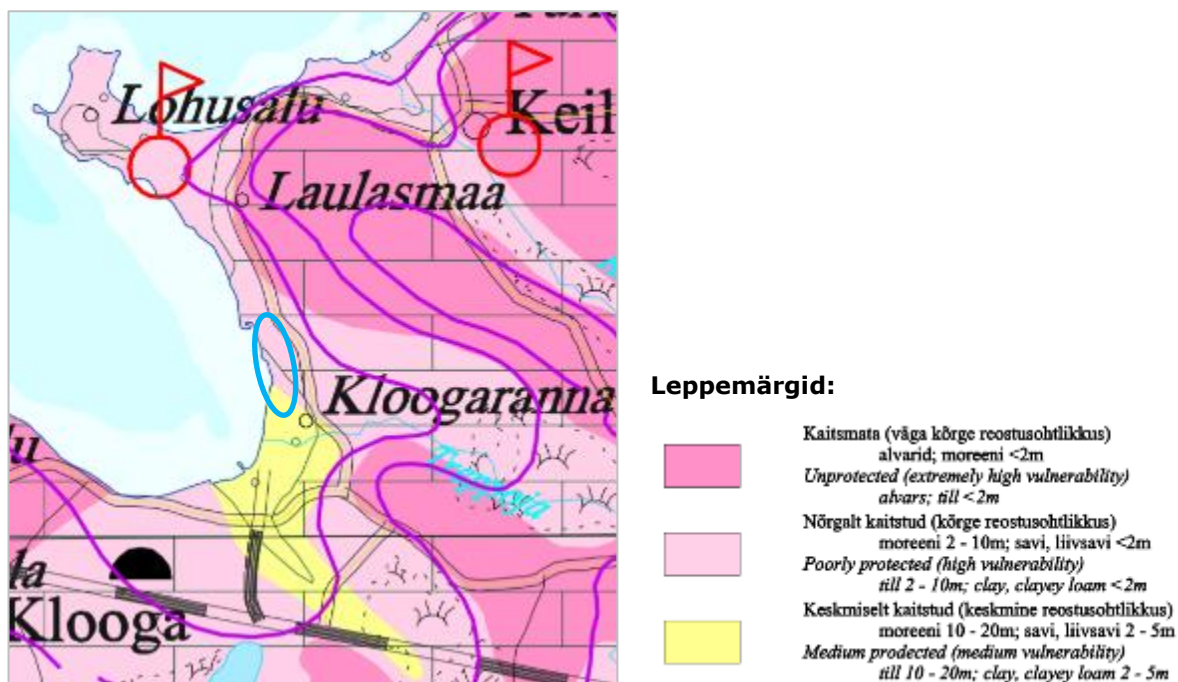 Lohusalu
Keil
Laulasmaa
Kloogaranna
lu
Treppoja
la
Klooga
Leppemärgid:
Kaitsmata (väga kõrge reostusohtlikkus)
alvarid; moreeni <2m
Unprotected (extremely high vulnerability)
alvars; till <2m
Nõrgalt kaitstud (kõrge reostusohtlikkus)
moreeni 2 - 10m; savi, liivsavi <2m
Poorly protected (high vulnerability)
till 2 - 10m; clay, clayey loam <2m
Keskmiselt kaitstud (keskmine reostusohtlikkus)
moreeni 10 - 20m; savi, liivsavi 2 - 5m
Medium prodected (medium vulnerability)
till 10 - 20m; clay, clayey loam 2 - 5m